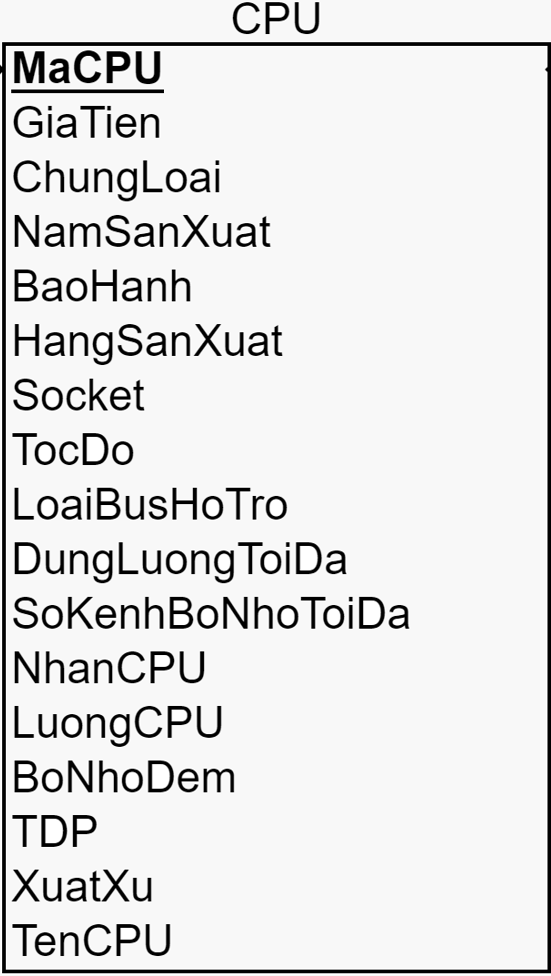 CPU
MaCPU
GiaTien
ChungLoai
NamSanXuat
BaoHanh
HangSanXuat
Socket
TocDo
LoaiBusHoTro
DungLuongToiDa
SoKenhBoNhoToiDa
NhanCPU
LuongCPU
BoNhoDem
TDP
XuatXu
TenCPU